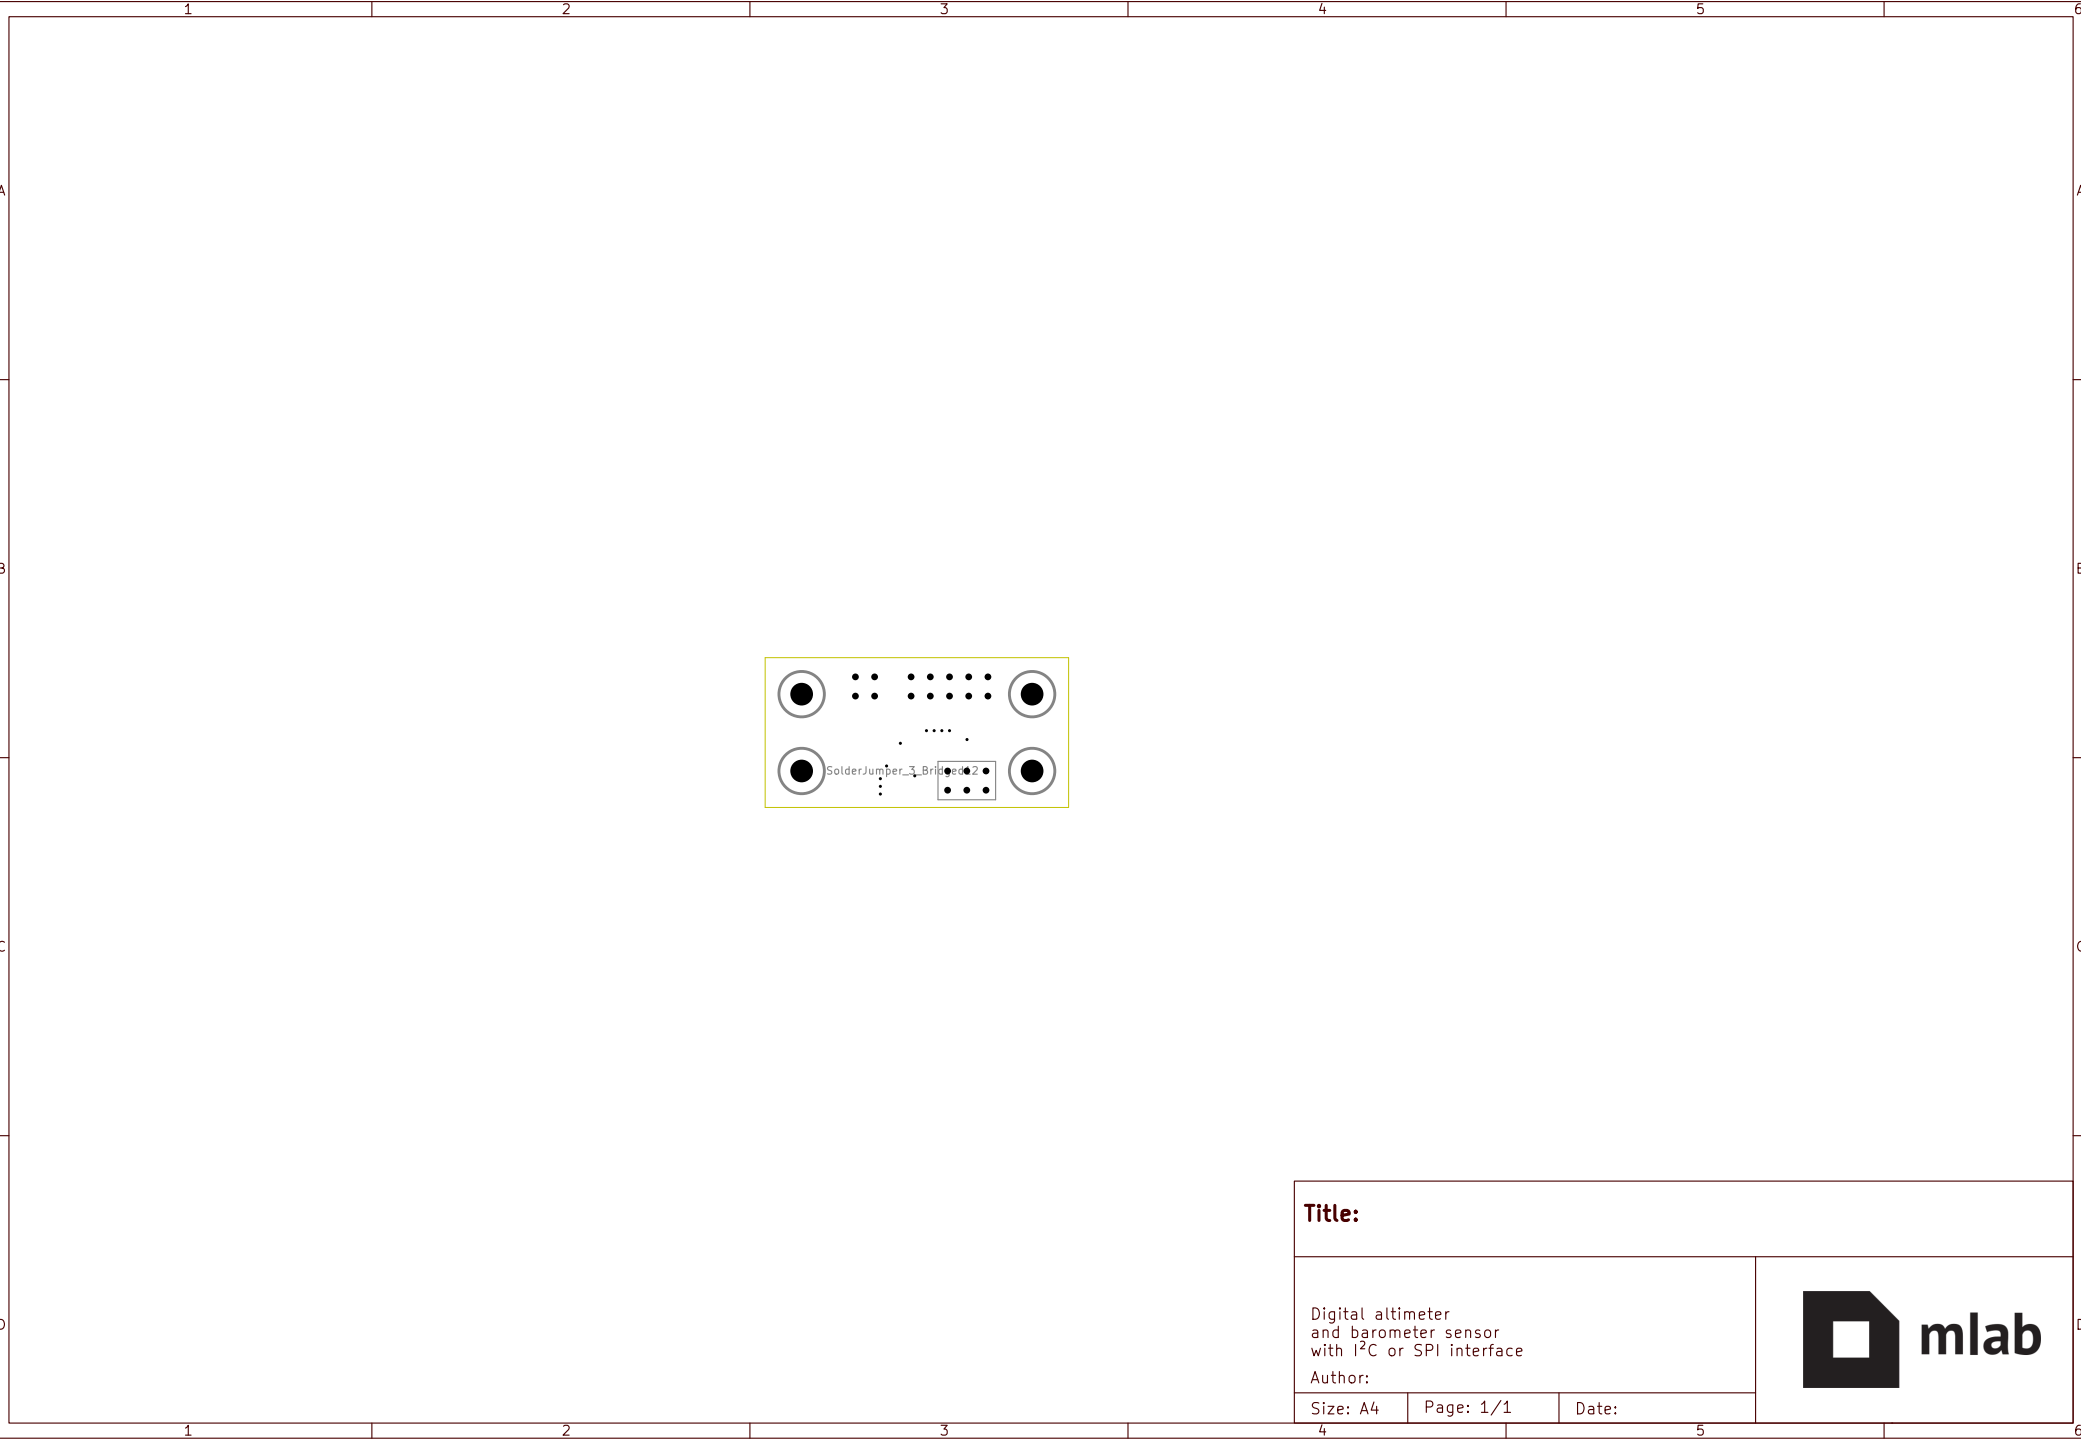 1 2 3 4 5 6
A A
B B
SolderJumper_3_Bridged12
C C
Title:
Digital altimeter
and barometer sensor
with I²C or SPI interface
mlab
D D
Author:
Size: A4 Page: 1/1 Date:
1 2 3 4 5 6